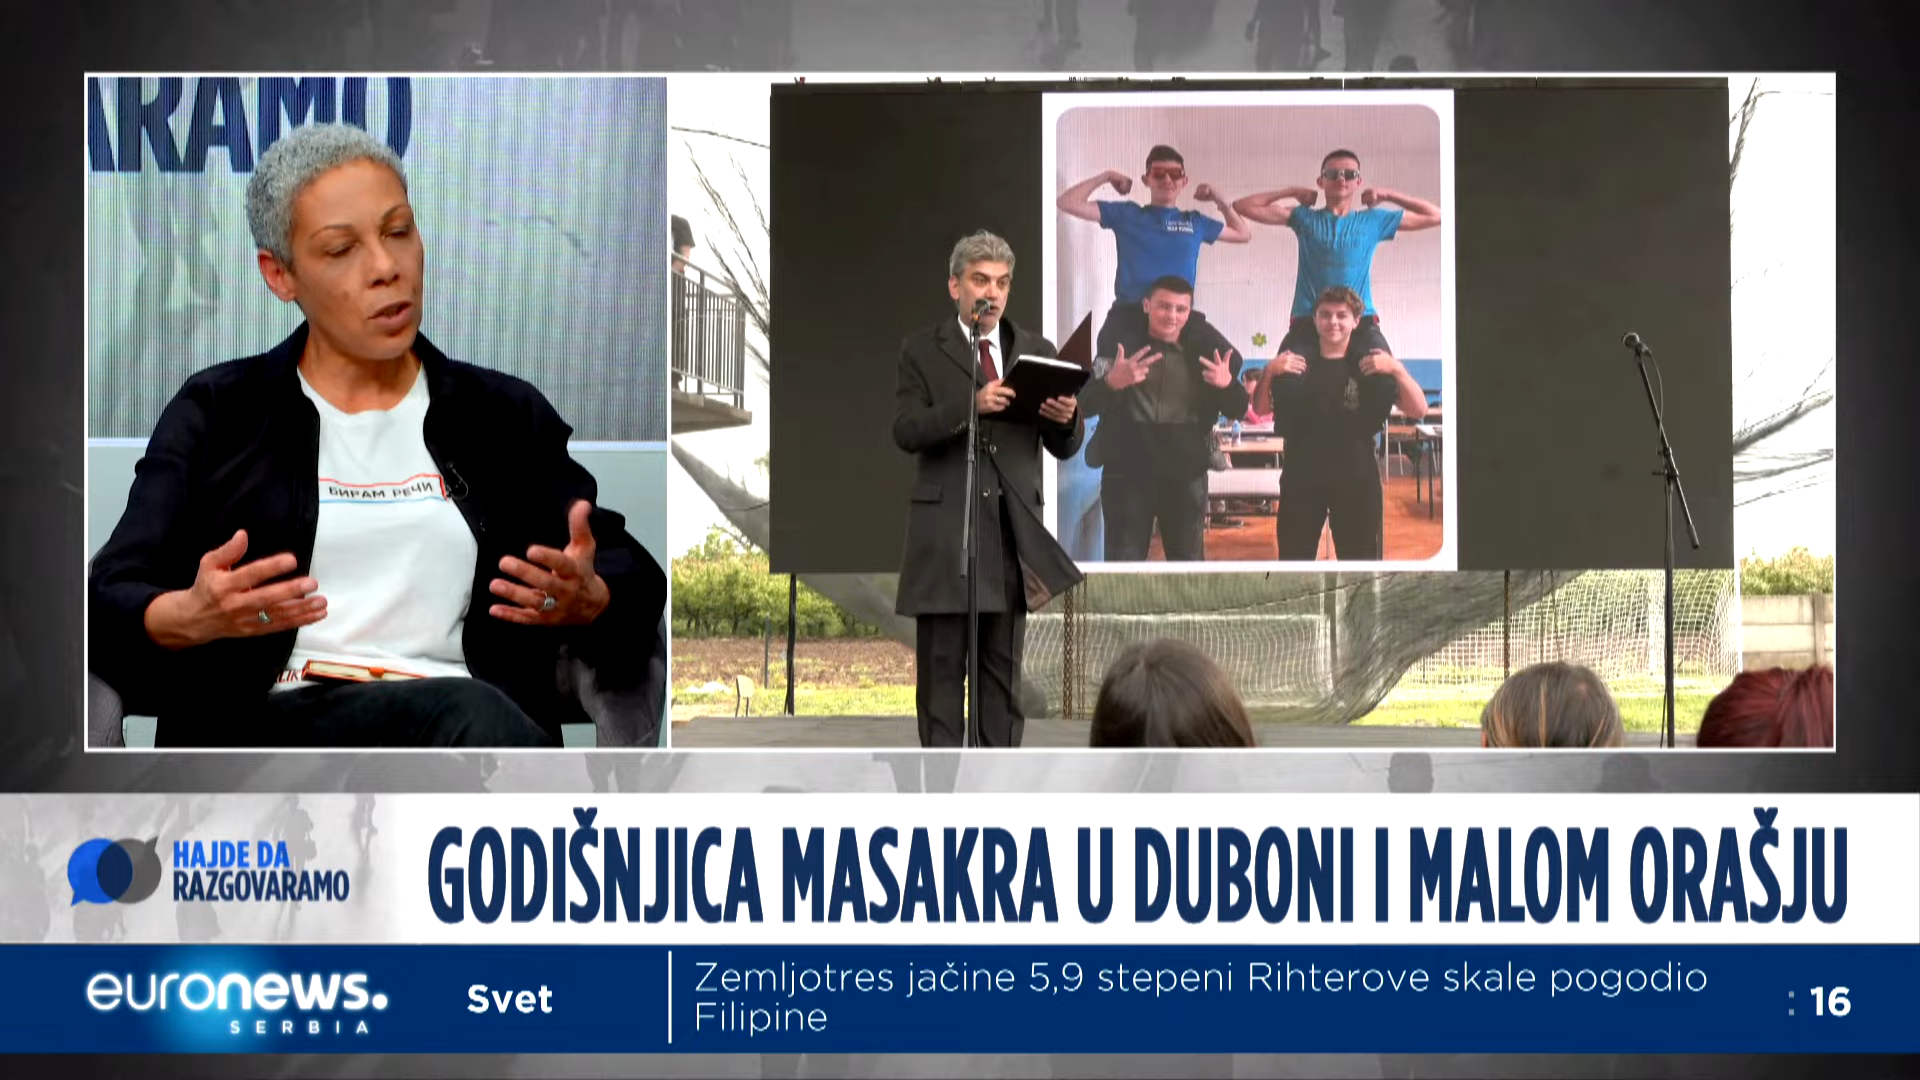 ARAMO
БИРАМ РЕЧИ
HAJDE DA
RAZGOVARAMO
GODIŠNJICA MASAKRA U DUBONI I MALOM ORAŠJU
euronews.
SERBIA
Svet
Zemljotres jačine 5,9 stepeni Rihterove skale pogodio
Filipine
: 16